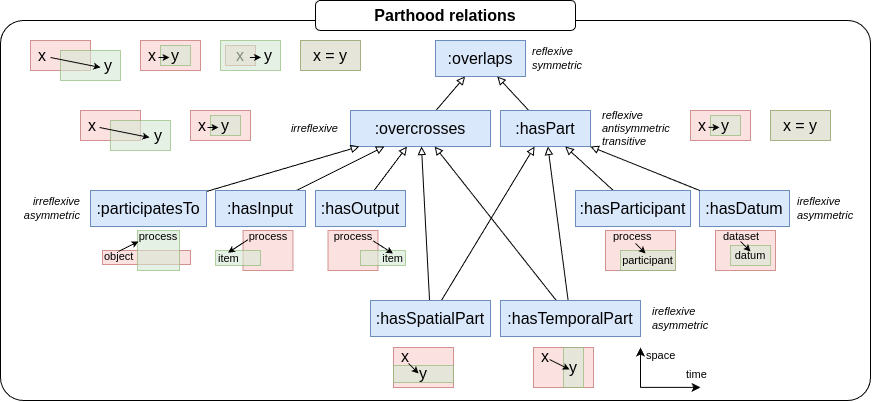 Parthood relations
x y
x y
x y
x = y
:overlaps
reflexive
symmetric
x y
x y
irreflexive
:overcrosses
:hasPart
reflexive
antisymmetric
transitive
x y
x = y
irreflexive
asymmetric
:participatesTo
:hasInput
:hasOutput
:hasParticipant
:hasDatum
ireflexive
asymmetric
process
object
process
item
process
item
process
participant
dataset
datum
:hasSpatialPart
:hasTemporalPart
ireflexive
asymmetric
x
y
x
y
space
time